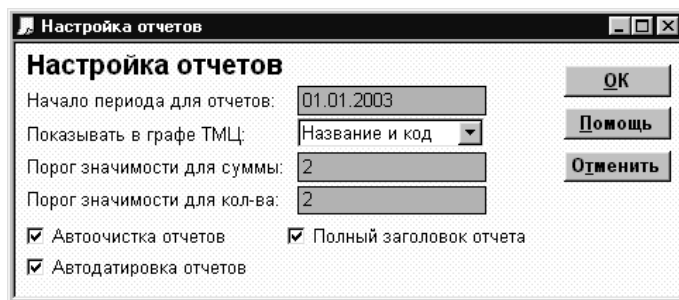 Настройка отчетов
Настройка отчетов
Начало периода для отчетов: 01.01.2003
Показывать в графе ТМЦ: Название и код
Порог значимости для суммы: 2
Порог значимости для кол-ва: 2
Автоочистка отчетов Полный заголовок отчета
Автодатировка отчетов
ОК
Помощь
Отменить